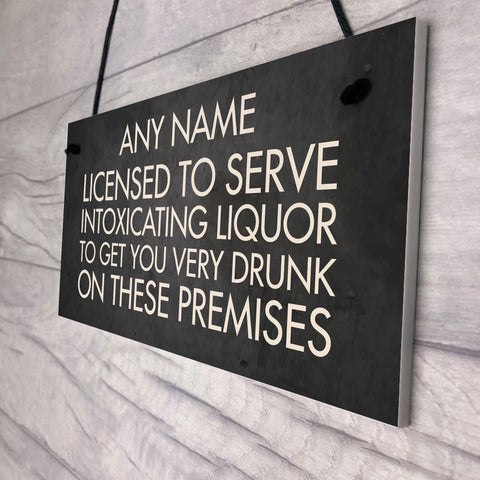 ANY NAME
LICENSED TO SERVE
INTOXICATING LIQUOR
TO GET YOU VERY DRUNK
ON THESE PREMISES